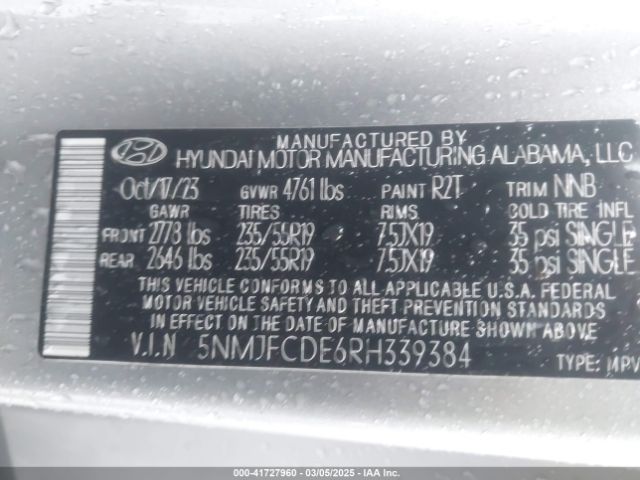 MANUFACTURED BY
HYUNDAI MOTOR MANUFACTURING ALABAMA, LLC
Oct/17/23 GVWR 4761 lbs PAINT R2T TRIM NNB
GAWR TIRES RIMS COLD TIRE INFL
FRONT 2778 lbs 235/55R19 7.5JX19 35 psi SINGLE
REAR 2646 lbs 235/55R19 7.5JX19 35 psi SINGLE
THIS VEHICLE CONFORMS TO ALL APPLICABLE U.S.A. FEDERAL
MOTOR VEHICLE SAFETY AND THEFT PREVENTION STANDARDS
IN EFFECT ON THE DATE OF MANUFACTURE SHOWN ABOVE.
V.I.N 5NMJFCDE6RH339384 TYPE: MPV
000-41727960 | 03/05/2025 | IAAI.COM